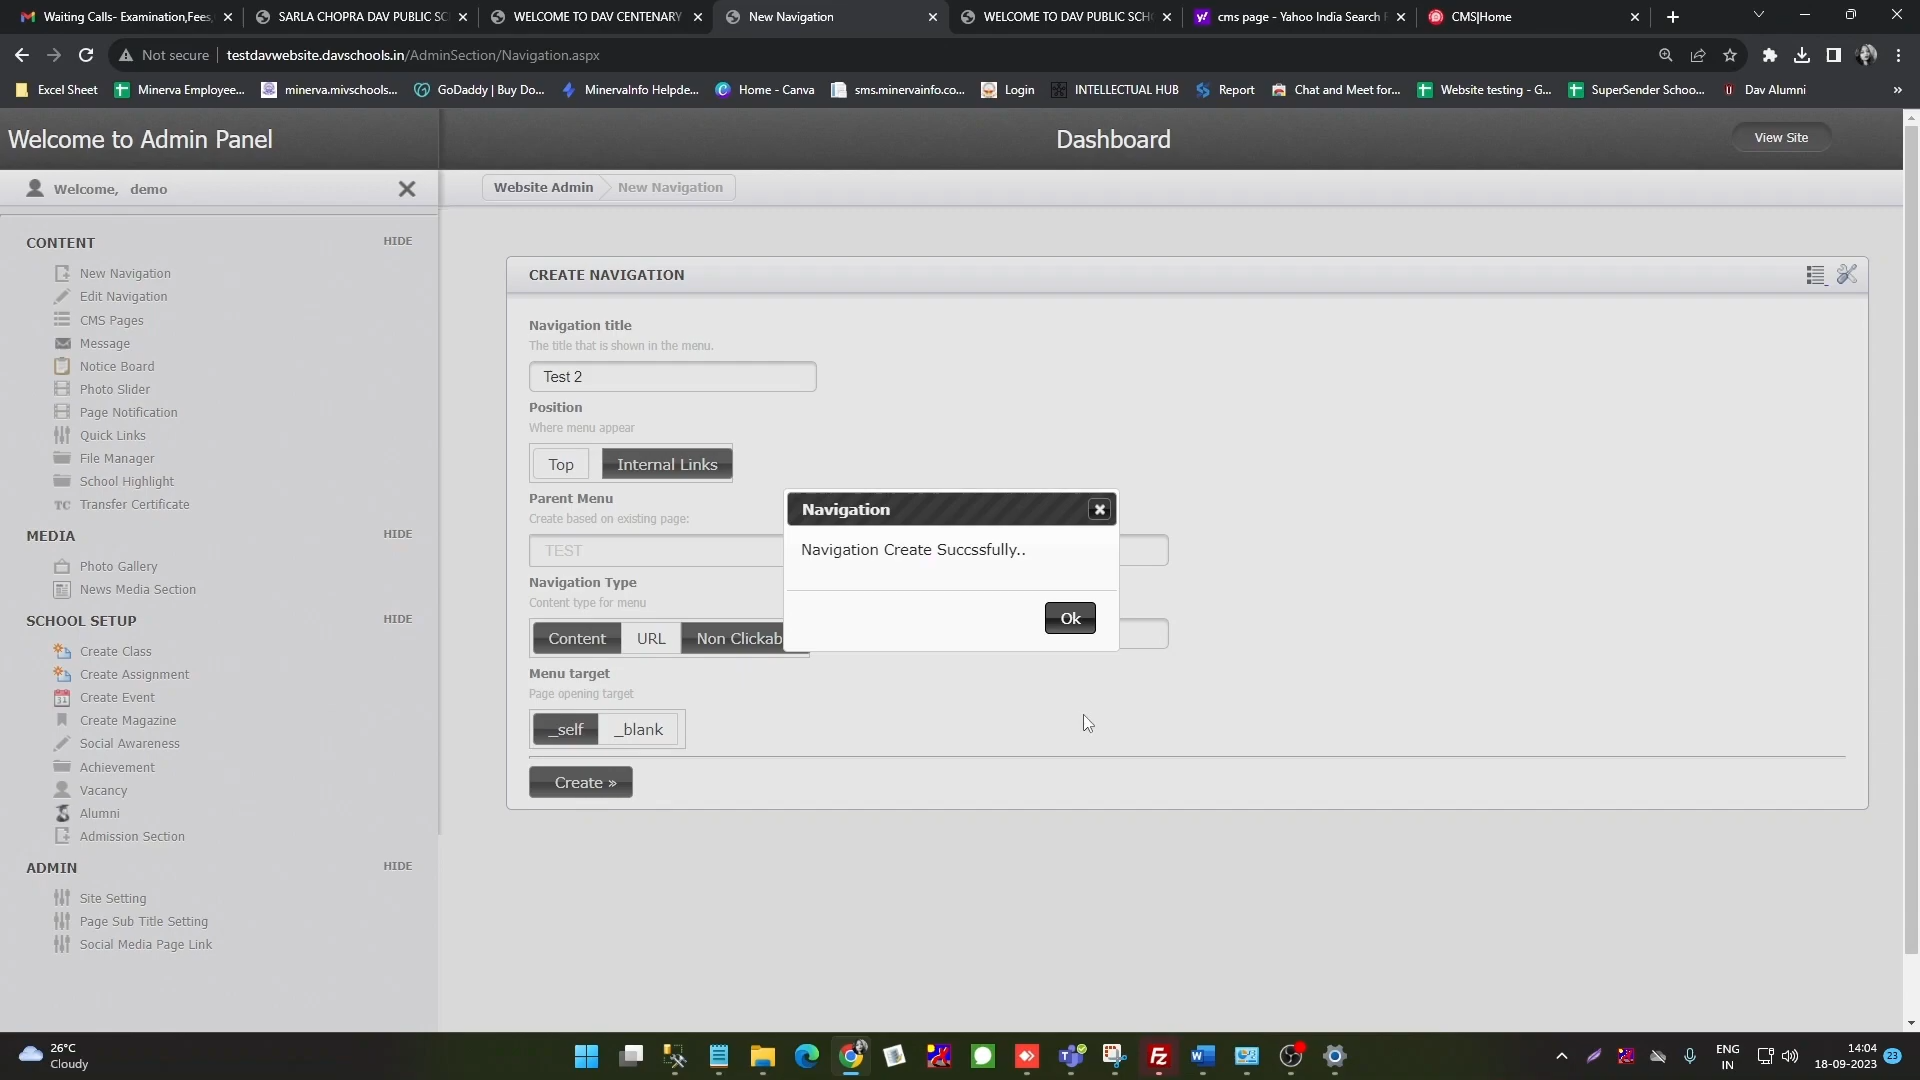 Waiting Calls- Examination,Fees,
SARLA CHOPRA DAV PUBLIC SC
WELCOME TO DAV CENTENARY
New Navigation
WELCOME TO DAV PUBLIC SCH
cms page - Yahoo India Search
CMS|Home
Not secure
testdavwebsite.davschools.in/AdminSection/Navigation.aspx
Excel Sheet
Minerva Employee...
minerva.mivschools...
GoDaddy | Buy Do...
MinervaInfo Helpde...
Home - Canva
sms.minervainfo.co...
Login
INTELLECTUAL HUB
Report
Chat and Meet for...
Website testing - G...
SuperSender Schoo...
Dav Alumni
»
Welcome to Admin Panel
Dashboard
View Site
Welcome, demo
Website Admin
New Navigation
CONTENT
HIDE
New Navigation
Edit Navigation
CMS Pages
Message
Notice Board
Photo Slider
Page Notification
Quick Links
File Manager
School Highlight
TC Transfer Certificate
MEDIA
HIDE
Photo Gallery
News Media Section
SCHOOL SETUP
HIDE
Create Class
Create Assignment
Create Event
Create Magazine
Social Awareness
Achievement
Vacancy
Alumni
Admission Section
ADMIN
HIDE
Site Setting
Page Sub Title Setting
Social Media Page Link
CREATE NAVIGATION
Navigation title
The title that is shown in the menu.
Test 2
Position
Where menu appear
Top
Internal Links
Parent Menu
Create based on existing page:
TEST
Navigation Type
Content type for menu
Content
URL
Non Clickab
Menu target
Page opening target
_self
_blank
Create »
Navigation
Navigation Create Succssfully..
Ok
26°C
Cloudy
ENG
IN
14:04
18-09-2023
23